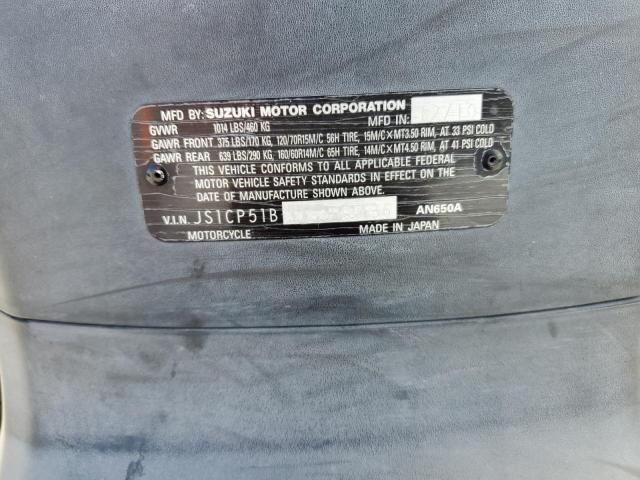 MFD BY: SUZUKI MOTOR CORPORATION MFD IN:
GVWR 1014 LBS/460 KG
GAWR FRONT 375 LBS/170 KG, 120/70R15M/C 56H TIRE, 15M/C×MT3.50 RIM, AT 33 PSI COLD
GAWR REAR 639 LBS/290 KG, 160/60R14M/C 65H TIRE, 14M/C×MT4.50 RIM, AT 41 PSI COLD
THIS VEHICLE CONFORMS TO ALL APPLICABLE FEDERAL
MOTOR VEHICLE SAFETY STANDARDS IN EFFECT ON THE
DATE OF MANUFACTURE SHOWN ABOVE.
V.I.N. JS1CP51B AN650A
MOTORCYCLE MADE IN JAPAN